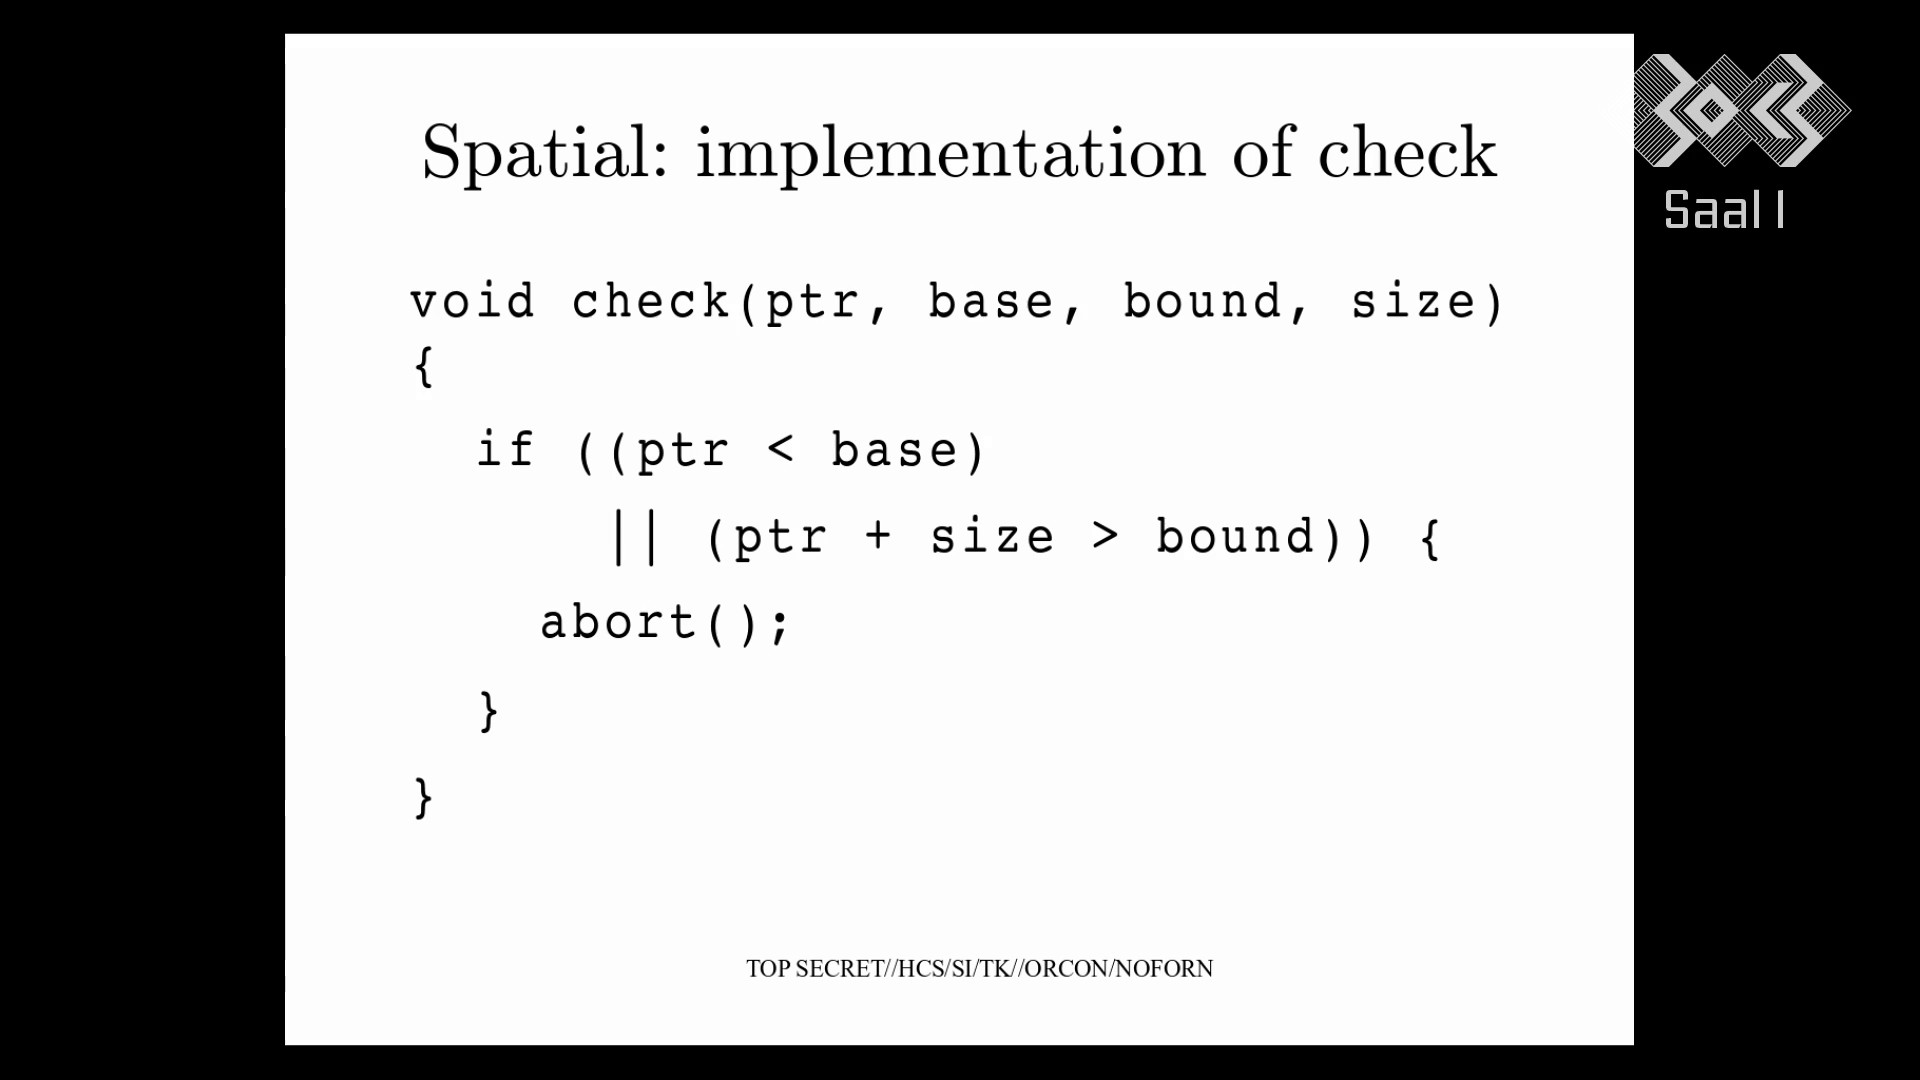 Spatial: implementation of check
Saal 1
void check(ptr, base, bound, size)
{
if ((ptr < base)
|| (ptr + size > bound)) {
abort();
}
}
TOP SECRET//HCS/SI/TK//ORCON/NOFORN